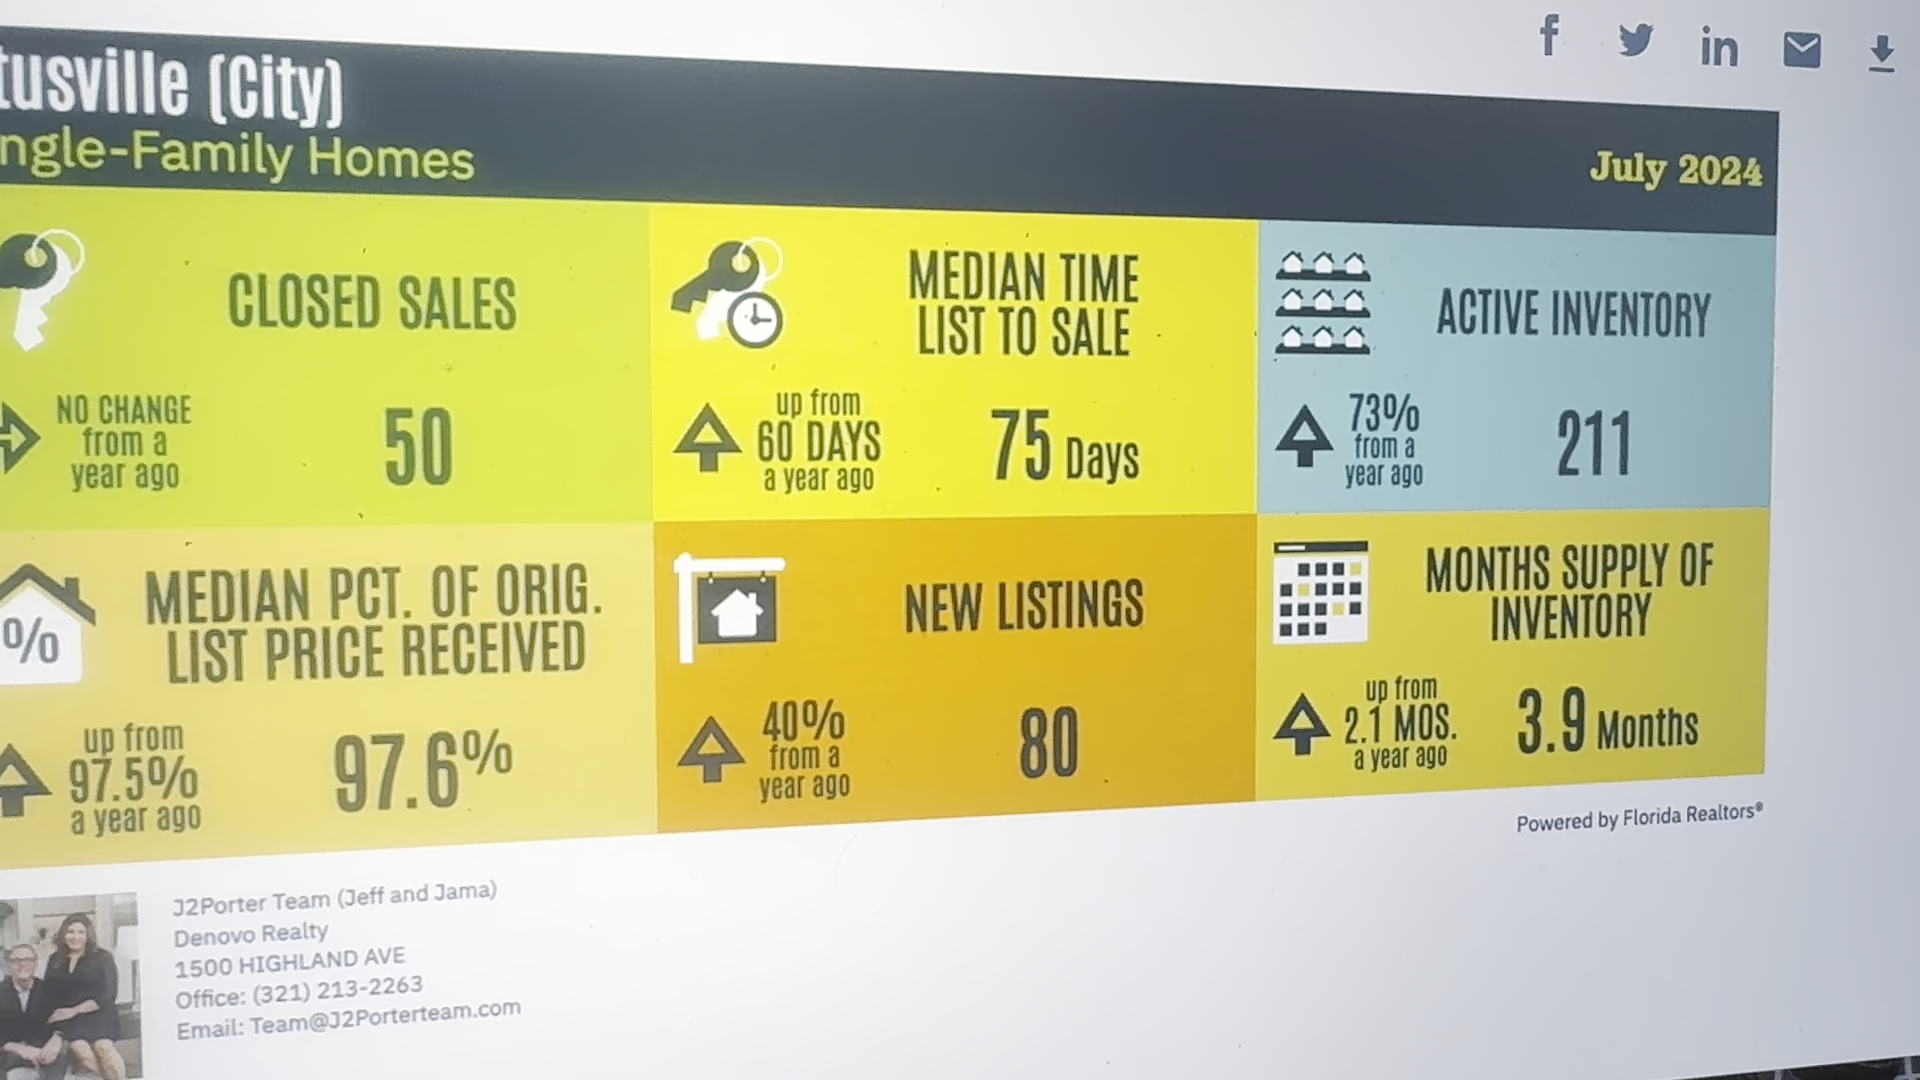 tusville (City)
ngle-Family Homes
July 2024
CLOSED SALES
NO CHANGE
from a
year ago
50
MEDIAN TIME
LIST TO SALE
up from
60 DAYS
a year ago
75 Days
ACTIVE INVENTORY
73%
from a
year ago
211
MEDIAN PCT. OF ORIG.
LIST PRICE RECEIVED
up from
97.5%
a year ago
97.6%
%
NEW LISTINGS
40%
from a
year ago
80
MONTHS SUPPLY OF
INVENTORY
up from
2.1 MOS.
a year ago
3.9 Months
Powered by Florida Realtors®
J2Porter Team (Jeff and Jama)
Denovo Realty
1500 HIGHLAND AVE
Office: (321) 213-2263
Email: Team@J2Porterteam.com